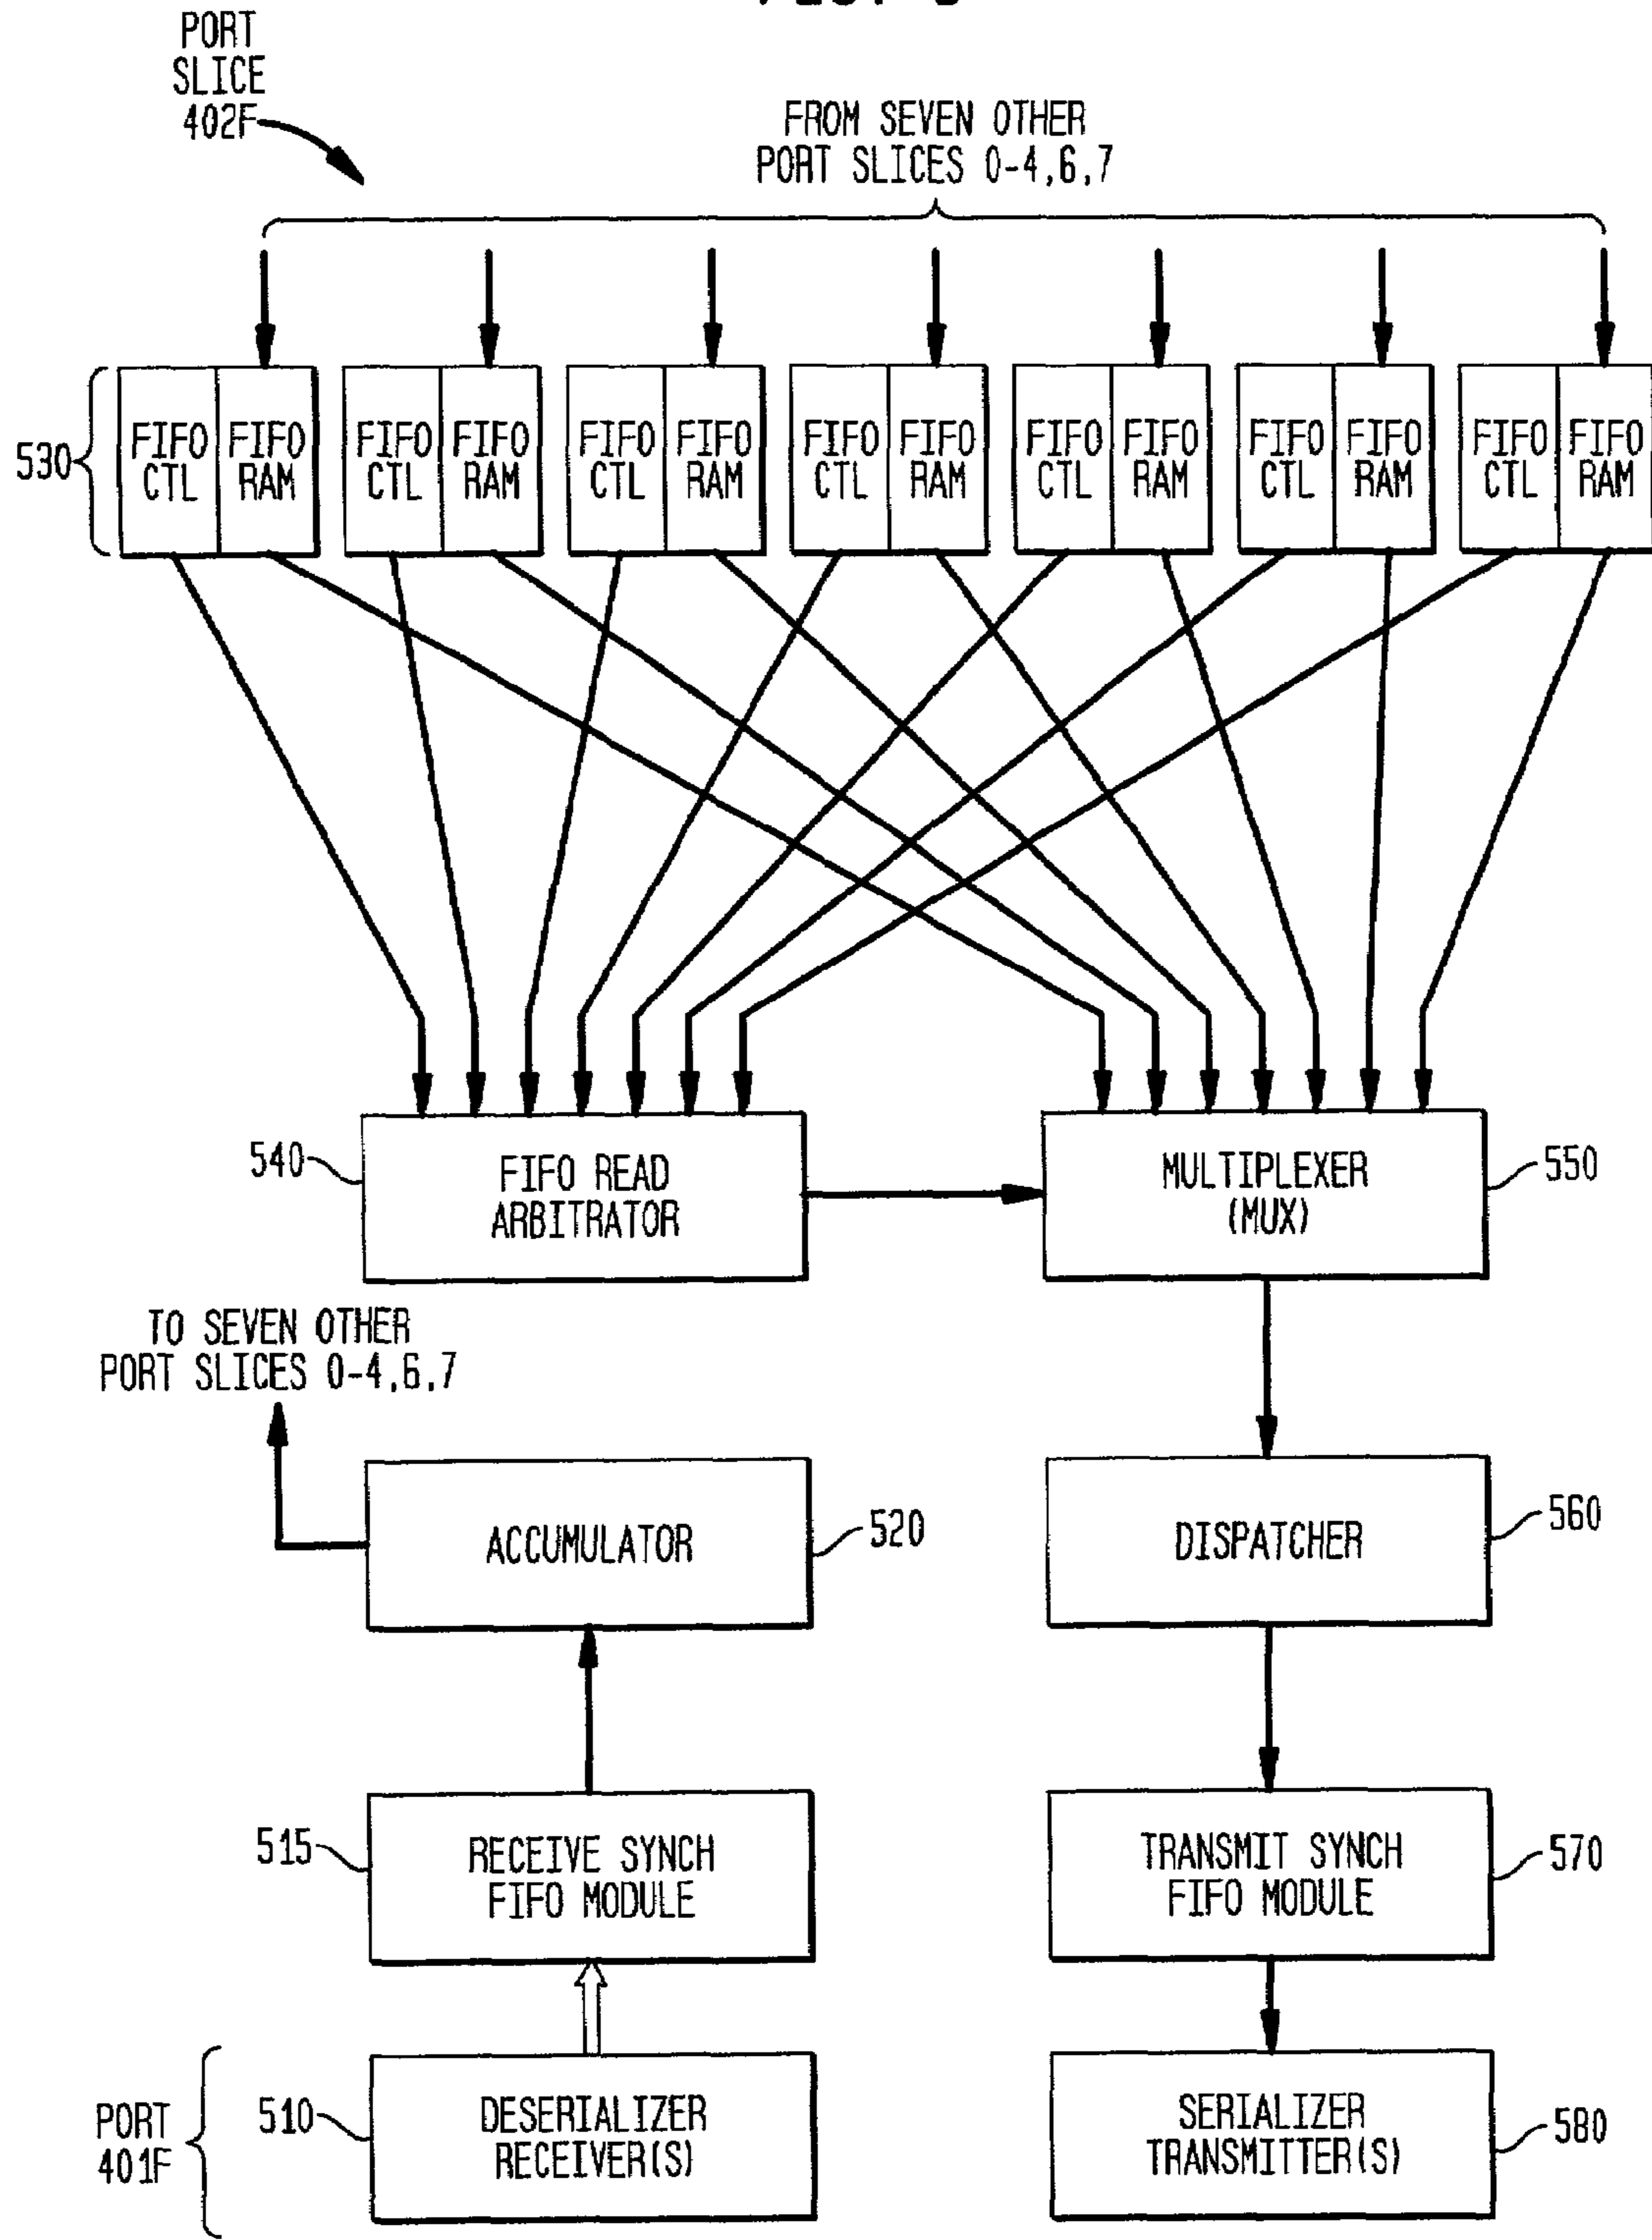 PORT
SLICE
402F
FROM SEVEN OTHER
PORT SLICES 0-4,6,7
530
FIFO CTL
FIFO RAM
FIFO CTL
FIFO RAM
FIFO CTL
FIFO RAM
FIFO CTL
FIFO RAM
FIFO CTL
FIFO RAM
FIFO CTL
FIFO RAM
FIFO CTL
FIFO RAM
540
FIFO READ
ARBITRATOR
MULTIPLEXER
(MUX)
550
TO SEVEN OTHER
PORT SLICES 0-4,6,7
ACCUMULATOR
520
DISPATCHER
560
515
RECEIVE SYNCH
FIFO MODULE
TRANSMIT SYNCH
FIFO MODULE
570
PORT
401F
510
DESERIALIZER
RECEIVER(S)
SERIALIZER
TRANSMITTER(S)
580